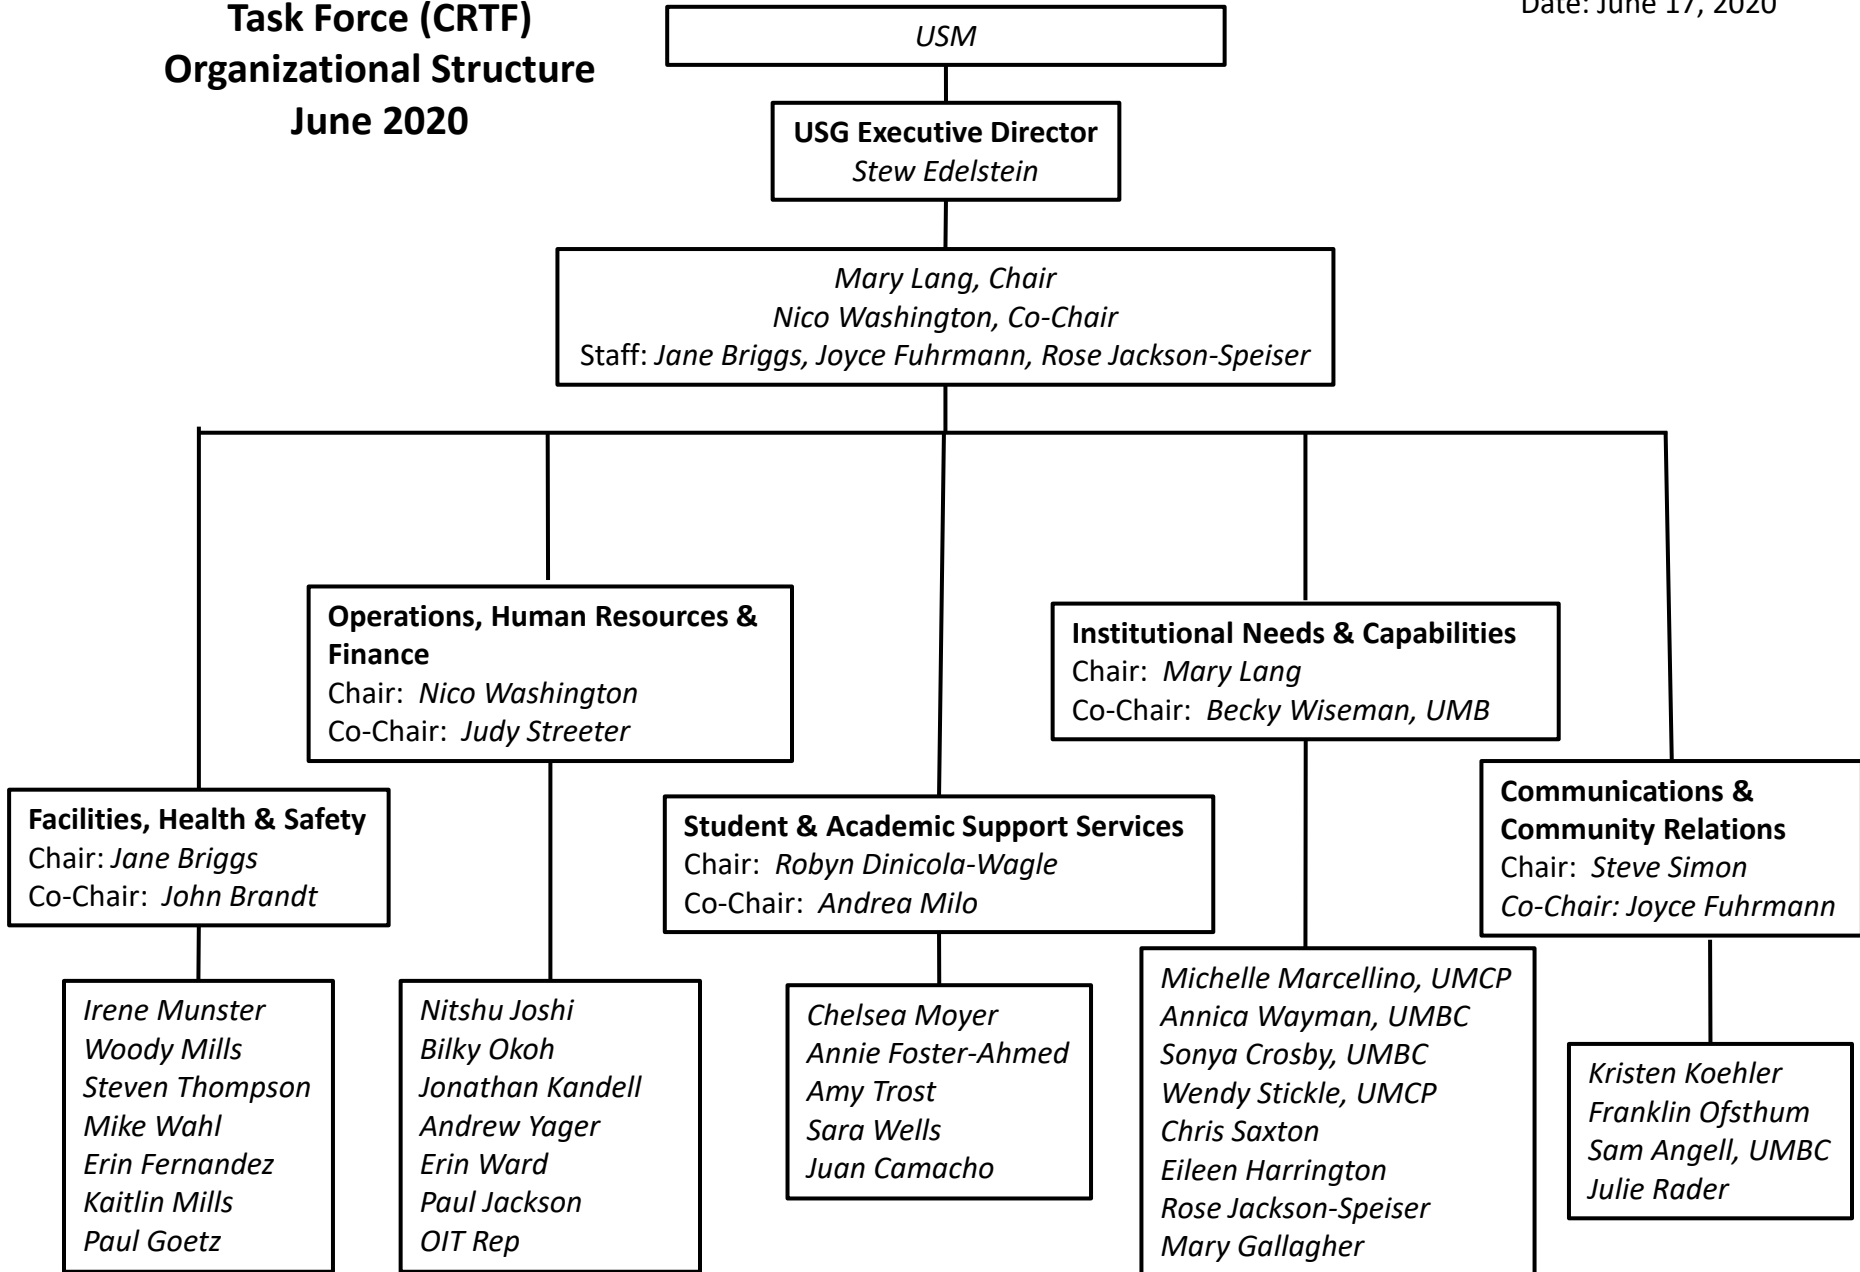 Task Force (CRTF)
Organizational Structure
June 2020
Date: June 17, 2020
USM
USG Executive Director
Stew Edelstein
Mary Lang, Chair
Nico Washington, Co-Chair
Staff: Jane Briggs, Joyce Fuhrmann, Rose Jackson-Speiser
Facilities, Health & Safety
Chair: Jane Briggs
Co-Chair: John Brandt
Irene Munster
Woody Mills
Steven Thompson
Mike Wahl
Erin Fernandez
Kaitlin Mills
Paul Goetz
Operations, Human Resources &
Finance
Chair: Nico Washington
Co-Chair: Judy Streeter
Nitshu Joshi
Bilky Okoh
Jonathan Kandell
Andrew Yager
Erin Ward
Paul Jackson
OIT Rep
Student & Academic Support Services
Chair: Robyn Dinicola-Wagle
Co-Chair: Andrea Milo
Chelsea Moyer
Annie Foster-Ahmed
Amy Trost
Sara Wells
Juan Camacho
Institutional Needs & Capabilities
Chair: Mary Lang
Co-Chair: Becky Wiseman, UMB
Michelle Marcellino, UMCP
Annica Wayman, UMBC
Sonya Crosby, UMBC
Wendy Stickle, UMCP
Chris Saxton
Eileen Harrington
Rose Jackson-Speiser
Mary Gallagher
Communications &
Community Relations
Chair: Steve Simon
Co-Chair: Joyce Fuhrmann
Kristen Koehler
Franklin Ofsthum
Sam Angell, UMBC
Julie Rader